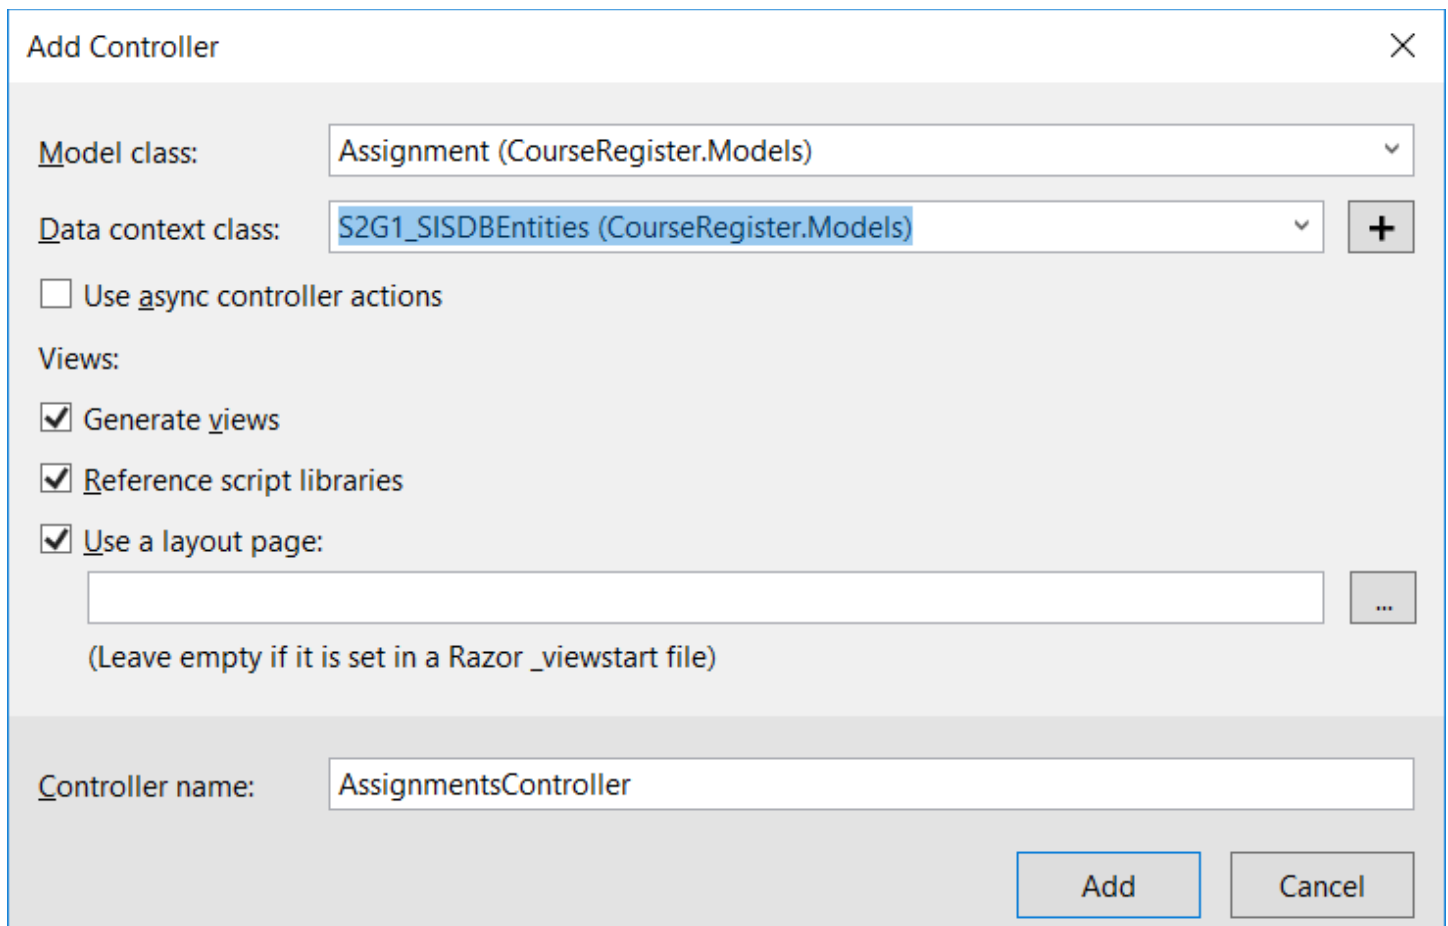 Add Controller
Model class: Assignment (CourseRegister.Models)
Data context class: S2G1_SISDBEntities (CourseRegister.Models) +
Use async controller actions
Views:
Generate views
Reference script libraries
Use a layout page:
...
(Leave empty if it is set in a Razor _viewstart file)
Controller name: AssignmentsController
Add Cancel